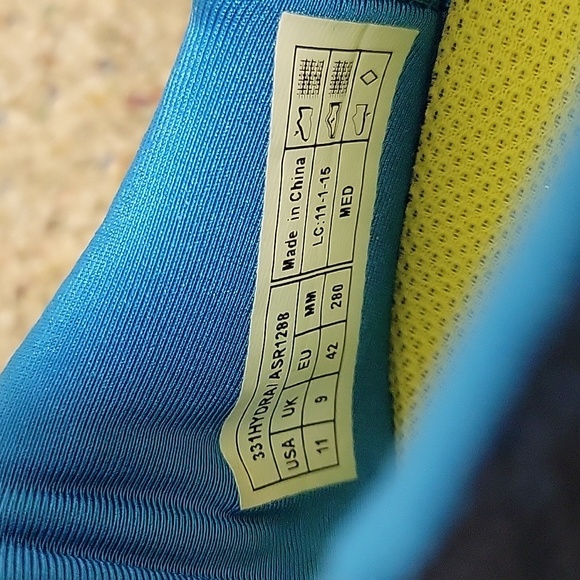 331HYDRA/ASR1288
USA UK EU MM
11 9 42 280
Made in China
LC:11-1-15
MED